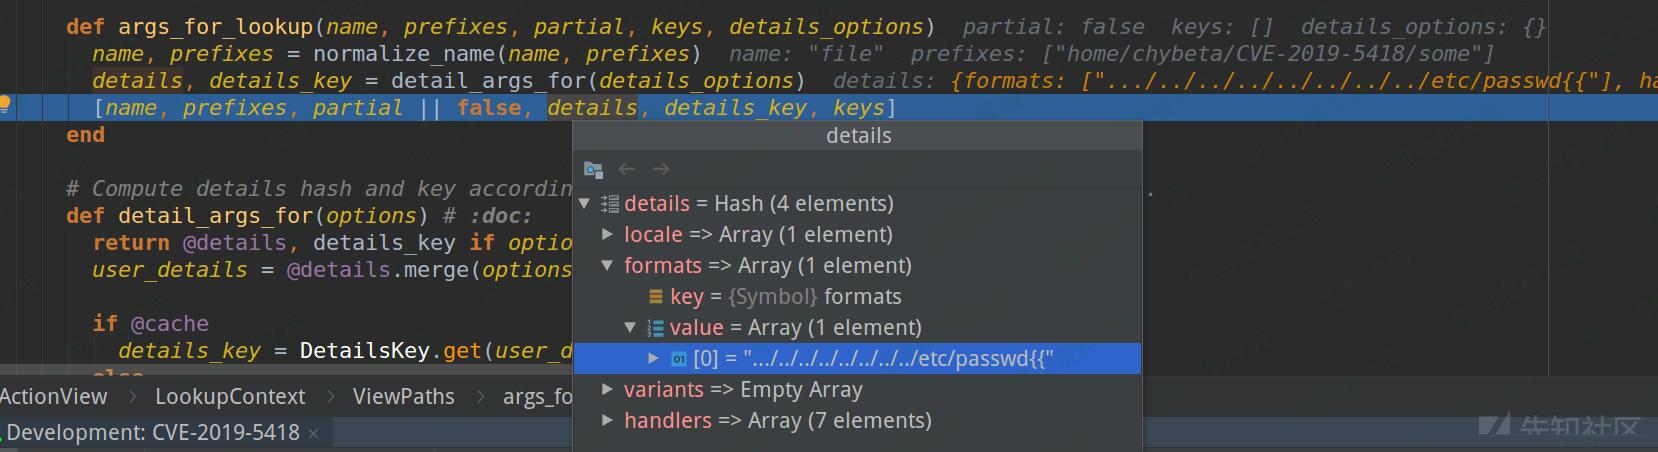 def args_for_lookup(name, prefixes, partial, keys, details_options) partial: false keys: [] details_options: {}
name, prefixes = normalize_name(name, prefixes) name: "file" prefixes: ["home/chybeta/CVE-2019-5418/some"]
details, details_key = detail_args_for(details_options) details: {formats: [".../../../../../../../../etc/passwd{{"], ha
[name, prefixes, partial || false, details, details_key, keys]
end
details
# Compute details hash and key accordin
.
def detail_args_for(options) # :doc:
return @details, details_key if optio
user_details = @details.merge(options
if @cache
details_key = DetailsKey.get(user_d
details = Hash (4 elements)
locale => Array (1 element)
formats => Array (1 element)
key = {Symbol} formats
value = Array (1 element)
[0] = ".../../../../../../../../etc/passwd{{"
variants => Empty Array
handlers => Array (7 elements)
ActionView LookupContext ViewPaths args_fo
Development: CVE-2019-5418
先知社区